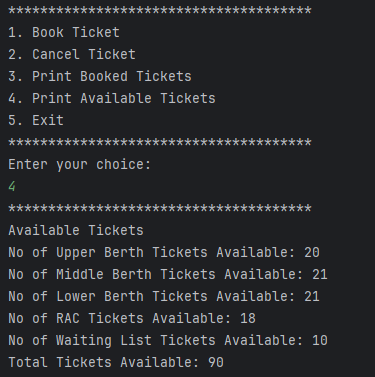 **************************************
1. Book Ticket
2. Cancel Ticket
3. Print Booked Tickets
4. Print Available Tickets
5. Exit
**************************************
Enter your choice:
4
**************************************
Available Tickets
No of Upper Berth Tickets Available: 20
No of Middle Berth Tickets Available: 21
No of Lower Berth Tickets Available: 21
No of RAC Tickets Available: 18
No of Waiting List Tickets Available: 10
Total Tickets Available: 90